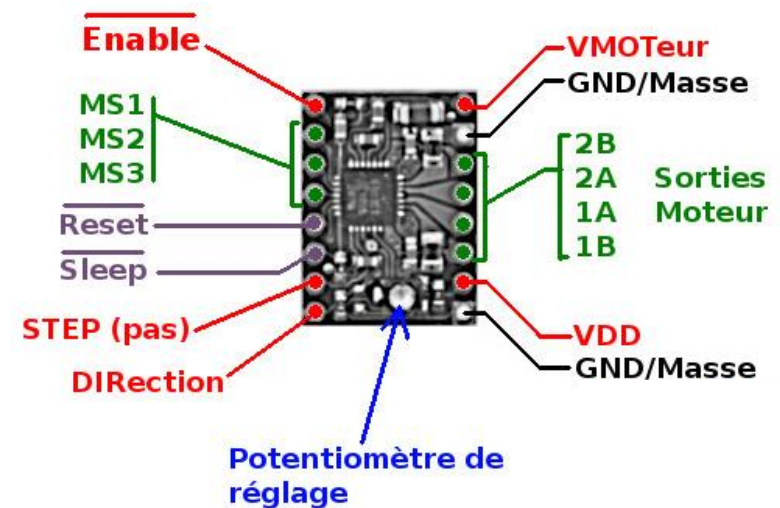 Enable
MS1
MS2
MS3
Reset
Sleep
STEP (pas)
DIRection
VMOTeur
GND/Masse
2B
2A Sorties
1A Moteur
1B
VDD
GND/Masse
Potentiomètre de
réglage